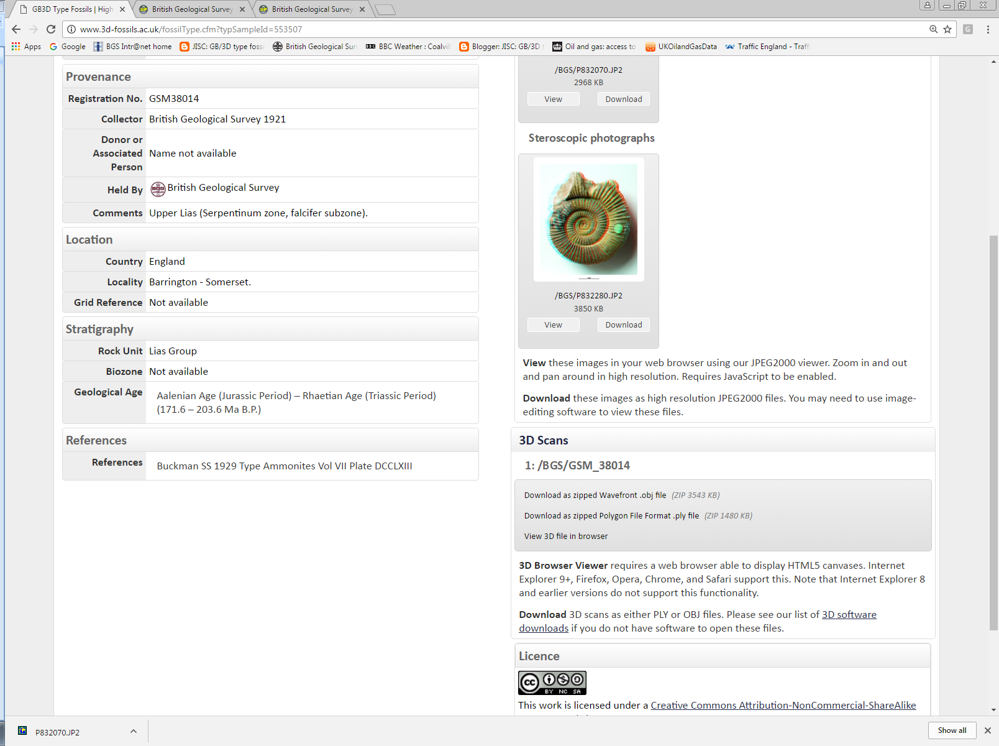 GB3D Type Fossils | High
British Geological Survey
British Geological Survey
www.3d-fossils.ac.uk/fossilType.cfm?typSampleId=553507
G
Apps
Google
BGS Intr@net home
JISC: GB/3D type foss
British Geological Sur
BBC
BBC Weather : Coalvil
Blogger: JISC: GB/3D
Oil and gas: access to
UKOilandGasData
Traffic England - Traff
Provenance
Registration No. GSM38014
Collector British Geological Survey 1921
Donor or
Associated Name not available
Person
Held By BGS British Geological Survey
Comments Upper Lias (Serpentinum zone, falcifer subzone).
Location
Country England
Locality Barrington - Somerset.
Grid Reference Not available
Stratigraphy
Rock Unit Lias Group
Biozone Not available
Geological Age Aalenian Age (Jurassic Period) – Rhaetian Age (Triassic Period)
(171.6 – 203.6 Ma B.P.)
References
References Buckman SS 1929 Type Ammonites Vol VII Plate DCCLXIII
/BGS/P832070.JP2
2968 KB
View Download
Steroscopic photographs
/BGS/P832280.JP2
3850 KB
View Download
View these images in your web browser using our JPEG2000 viewer. Zoom in and out
and pan around in high resolution. Requires JavaScript to be enabled.
Download these images as high resolution JPEG2000 files. You may need to use image-
editing software to view these files.
3D Scans
1: /BGS/GSM_38014
Download as zipped Wavefront .obj file (ZIP 3543 KB)
Download as zipped Polygon File Format .ply file (ZIP 1480 KB)
View 3D file in browser
3D Browser Viewer requires a web browser able to display HTML5 canvases. Internet
Explorer 9+, Firefox, Opera, Chrome, and Safari support this. Note that Internet Explorer 8
and earlier versions do not support this functionality.
Download 3D scans as either PLY or OBJ files. Please see our list of 3D software
downloads if you do not have software to open these files.
Licence
CC BY NC SA
This work is licensed under a Creative Commons Attribution-NonCommercial-ShareAlike
P832070.JP2
Show all